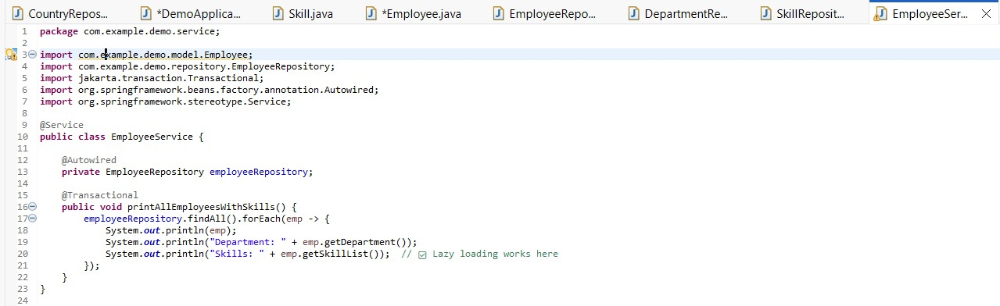 CountryRepos... *DemoApplica... Skill.java *Employee.java EmployeeRepo... DepartmentRe... SkillReposit... EmployeeSer...
1 package com.example.demo.service;
2
3 import com.example.demo.model.Employee;
4 import com.example.demo.repository.EmployeeRepository;
5 import jakarta.transaction.Transactional;
6 import org.springframework.beans.factory.annotation.Autowired;
7 import org.springframework.stereotype.Service;
8
9 @Service
10 public class EmployeeService {
11
12     @Autowired
13     private EmployeeRepository employeeRepository;
14
15     @Transactional
16     public void printAllEmployeesWithSkills() {
17         employeeRepository.findAll().forEach(emp -> {
18             System.out.println(emp);
19             System.out.println("Department: " + emp.getDepartment());
20             System.out.println("Skills: " + emp.getSkillList());  // ☑ Lazy loading works here
21         });
22     }
23 }
24